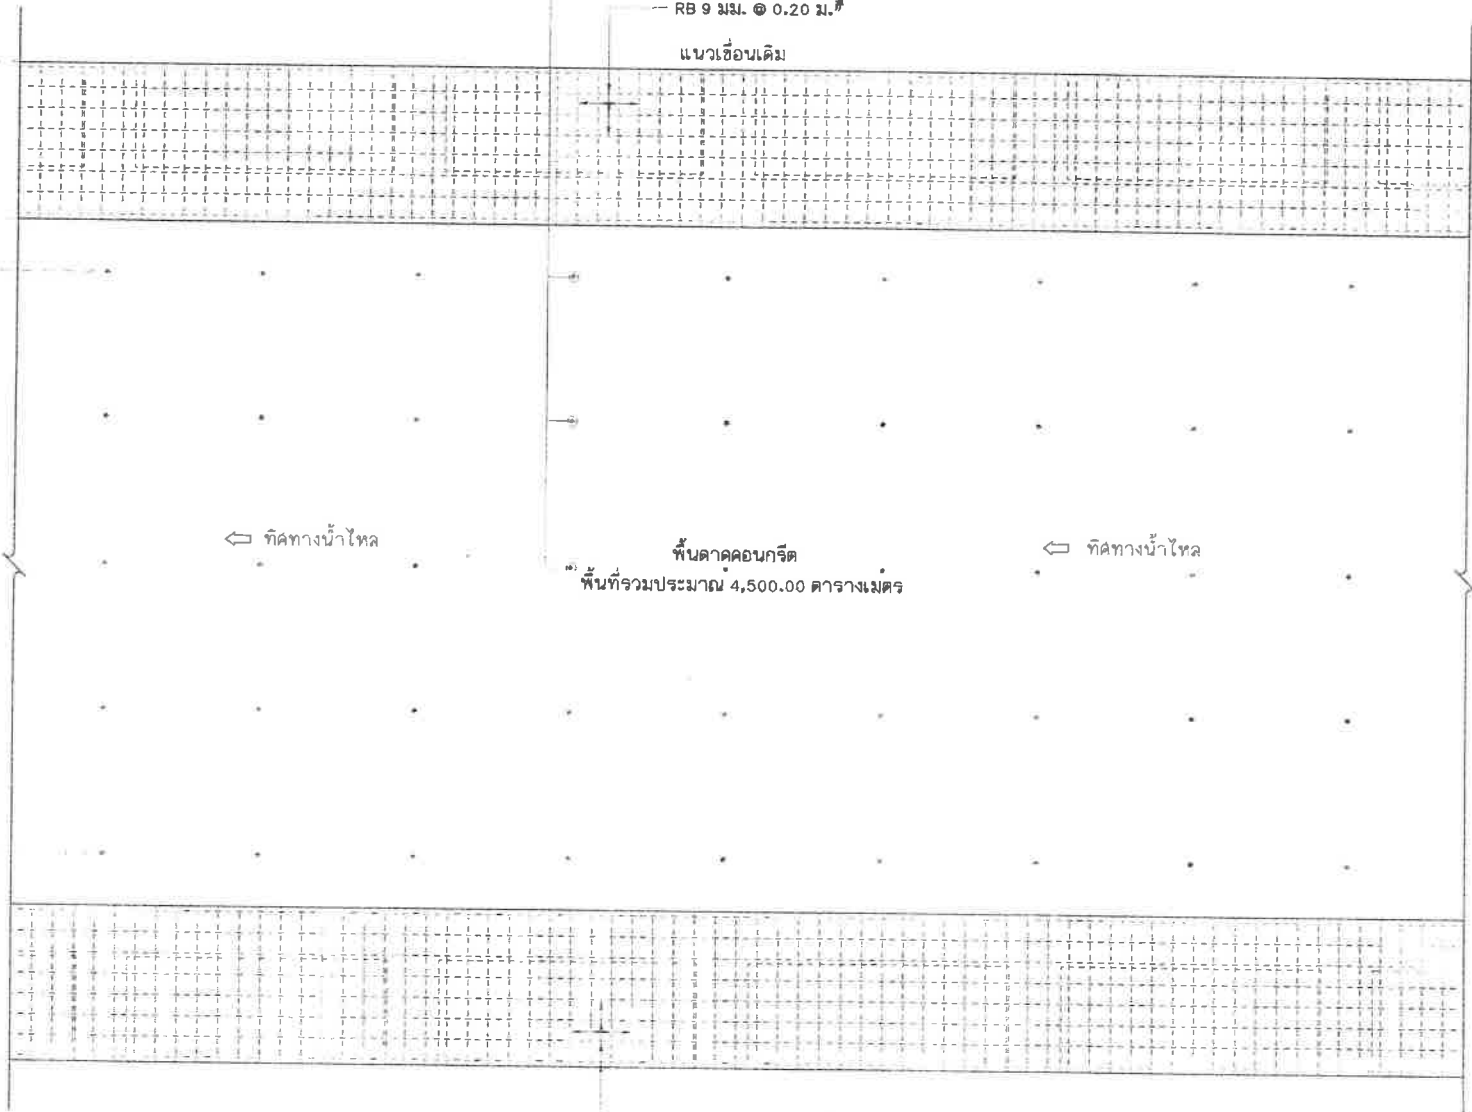 RB 9 มม. @ 0.20 ม.#
แนวเขื่อนเดิม
ทิศทางน้ำไหล
พื้นดาดคอนกรีต
ทิศทางน้ำไหล
พื้นที่รวมประมาณ 4,500.00 ตารางเมตร